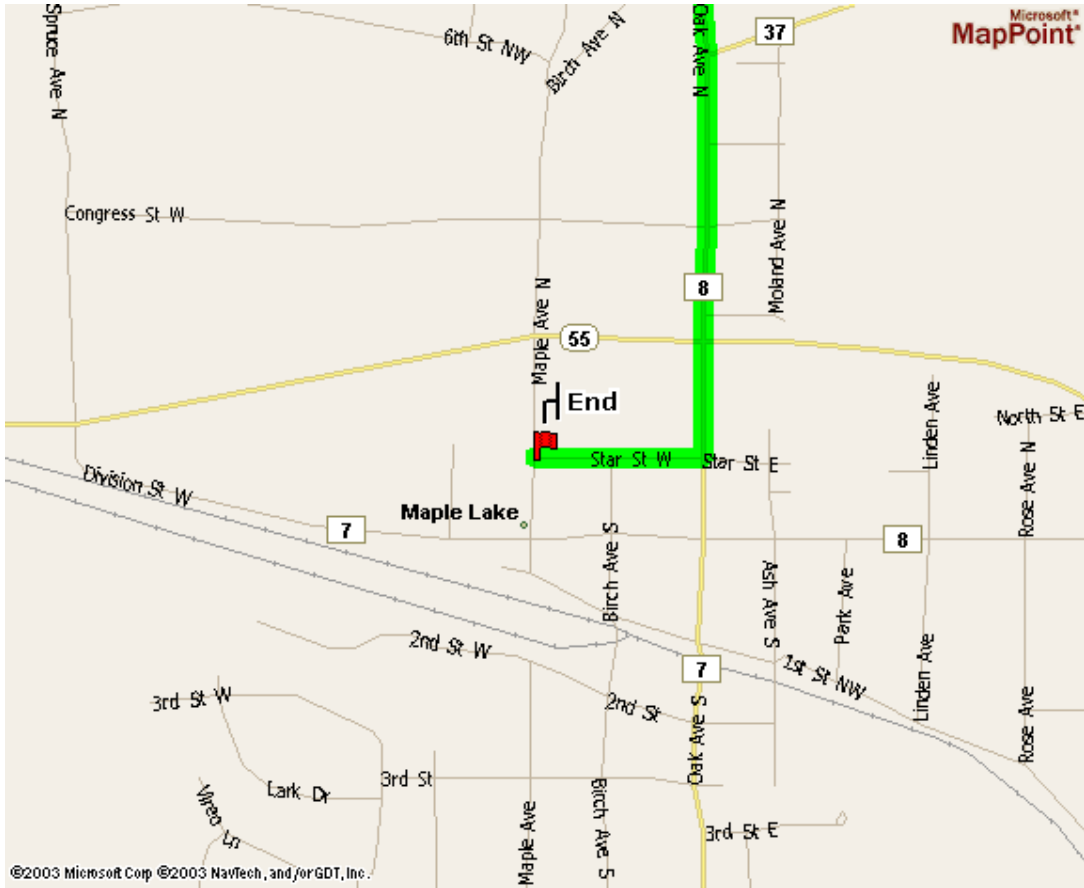 Microsoft®
MapPoint®
Spruce Ave N
6th St NW
Birch Ave N
Oak Ave N
37
Congress St W
Moland Ave N
8
Maple Ave N
55
End
Linden Ave
North St E
Star St W
Star St E
Rose Ave N
Division St W
Maple Lake
7
Birch Ave S
8
Ash Ave S
Park Ave
2nd St W
7
1st St NW
Linden Ave
3rd St W
2nd St
Oak Ave S
Rose Ave
Lark Dr
3rd St
Vireo Ln
Maple Ave
Birch Ave S
3rd St E
©2003 Microsoft Corp ©2003 NavTech, and/or GDT, Inc.